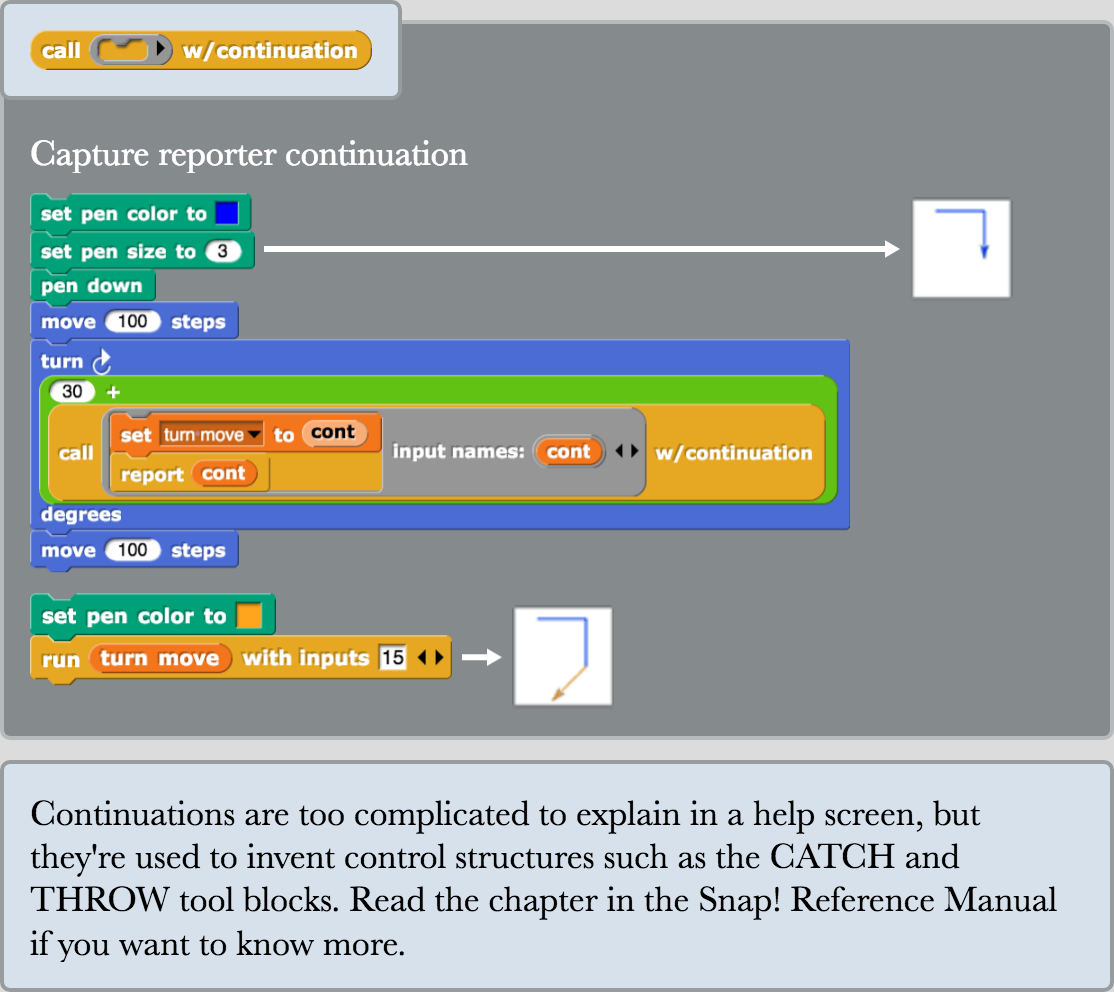 call w/continuation
Capture reporter continuation
set pen color to
set pen size to 3
pen down
move 100 steps
turn
30 +
call set turn move to cont input names: cont w/continuation
report cont
degrees
move 100 steps
set pen color to
run turn move with inputs 15
Continuations are too complicated to explain in a help screen, but
they're used to invent control structures such as the CATCH and
THROW tool blocks. Read the chapter in the Snap! Reference Manual
if you want to know more.